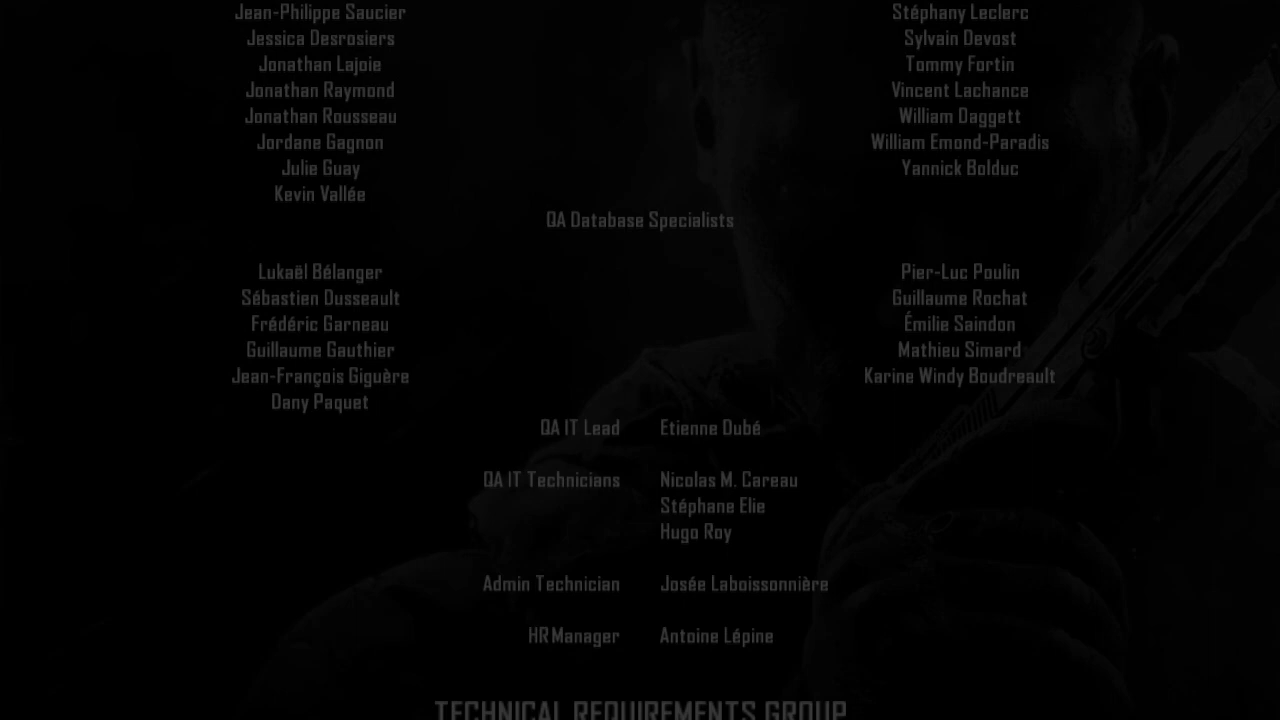 Jean-Philippe Saucier
Jessica Desrosiers
Jonathan Lajoie
Jonathan Raymond
Jonathan Rousseau
Jordane Gagnon
Julie Guay
Kevin Vallée
Stéphany Leclerc
Sylvain Devost
Tommy Fortin
Vincent Lachance
William Daggett
William Emond-Paradis
Yannick Bolduc
QA Database Specialists
Lukaël Bélanger
Sébastien Dusseault
Frédéric Garneau
Guillaume Gauthier
Jean-François Giguère
Dany Paquet
Pier-Luc Poulin
Guillaume Rochat
Émilie Saindon
Mathieu Simard
Karine Windy Boudreault
QA IT Lead Etienne Dubé
QA IT Technicians Nicolas M. Careau
Stéphane Elie
Hugo Roy
Admin Technician Josée Laboissonnière
HR Manager Antoine Lépine
TECHNICAL REQUIREMENTS GROUP